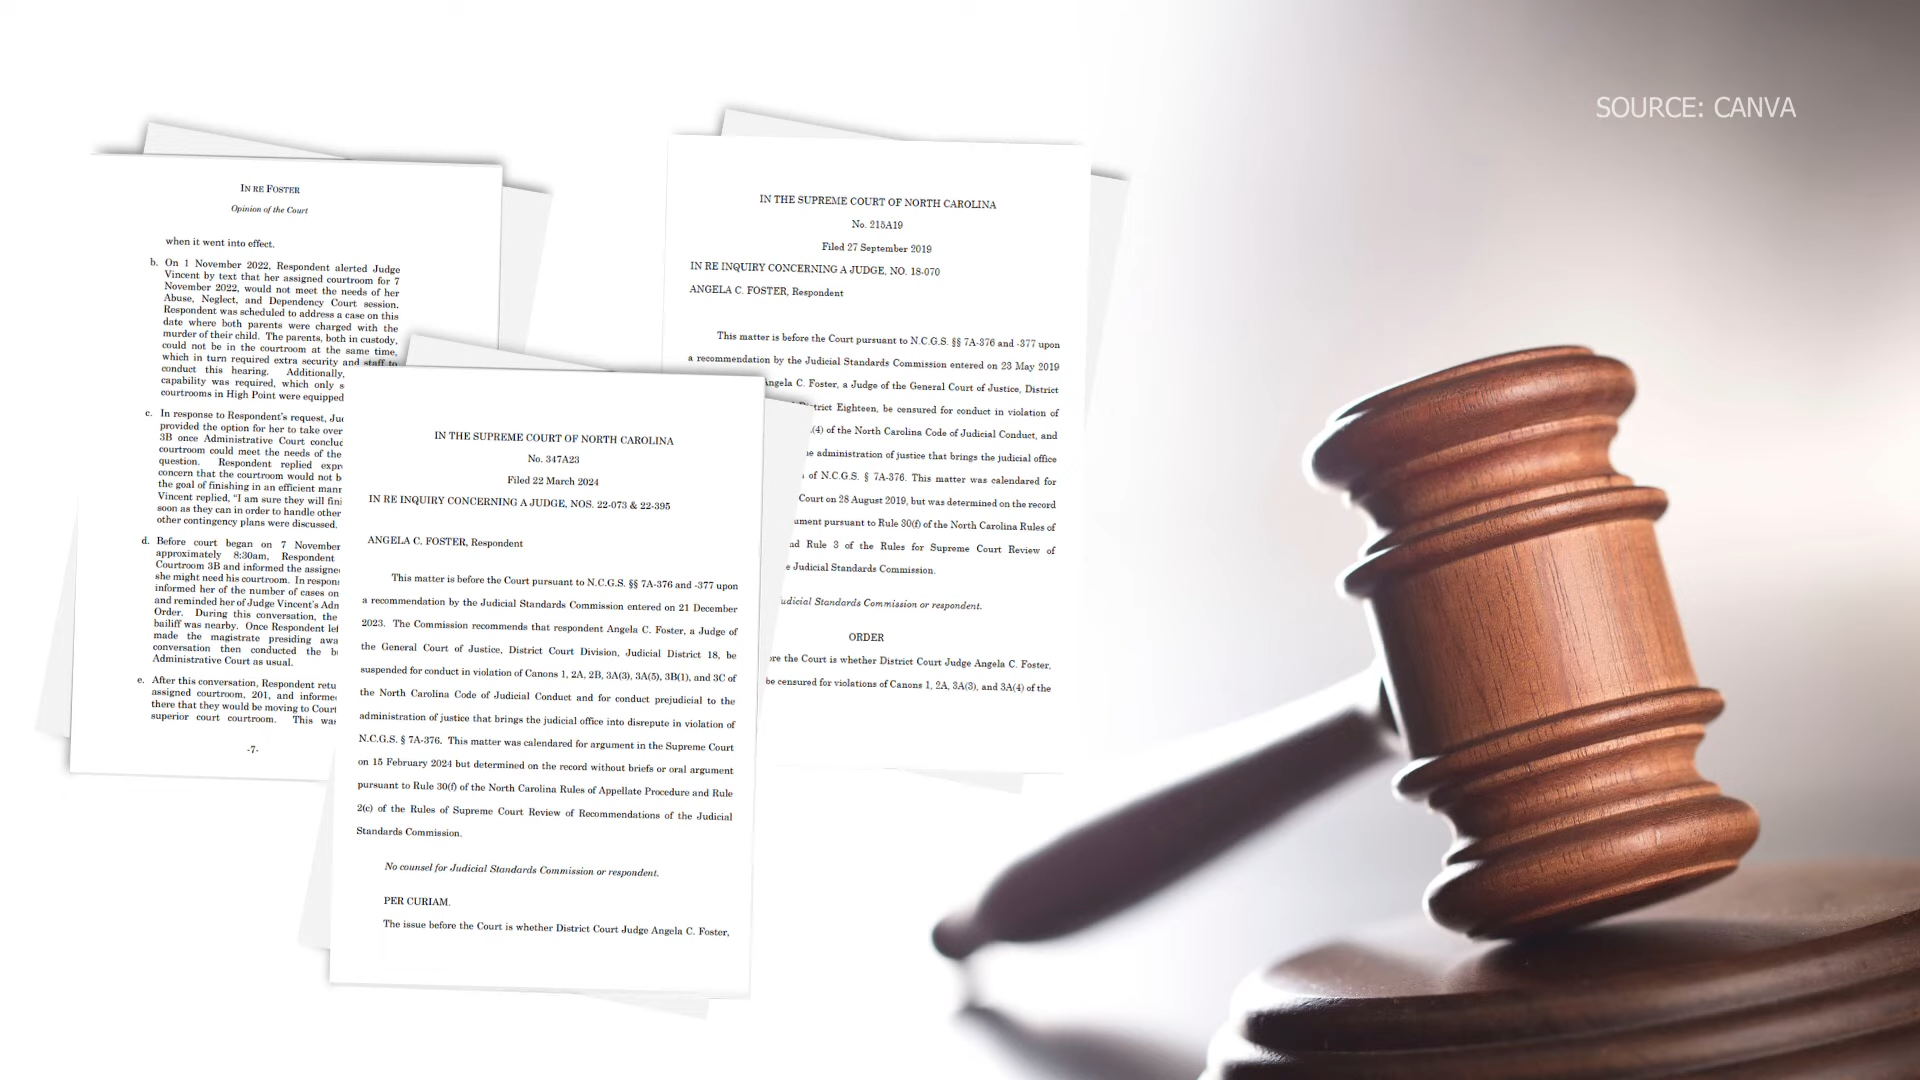 SOURCE: CANVA
IN RE FOSTER
Opinion of the Court
when it went into effect.
b. On 1 November 2022, Respondent alerted Judge
Vincent by text that her assigned courtroom for 7
November 2022, would not meet the needs of her
Abuse, Neglect, and Dependency Court session.
Respondent was scheduled to address a case on this
date where both parents were charged with the
murder of their child. The parents, both in custody,
could not be in the courtroom at the same time,
which in turn required extra security and staff to
conduct this hearing. Additionally,
capability was required, which only s
courtrooms in High Point were equipped
c. In response to Respondent's request, Ju
provided the option for her to take over
3B once Administrative Court conclu
courtroom could meet the needs of the
question. Respondent replied expr
concern that the courtroom would not b
the goal of finishing in an efficient man
Vincent replied, "I am sure they will fini
soon as they can in order to handle other
other contingency plans were discussed.
d. Before court began on 7 November
approximately 8:30am, Respondent
Courtroom 3B and informed the assigne
she might need his courtroom. In respon
informed her of the number of cases on
and reminded her of Judge Vincent's Adm
Order. During this conversation, the
bailiff was nearby. Once Respondent lef
made the magistrate presiding awa
conversation then conducted the b
Administrative Court as usual.
e. After this conversation, Respondent retu
assigned courtroom, 201, and informe
there that they would be moving to Court
superior court courtroom. This wa
-7-
IN THE SUPREME COURT OF NORTH CAROLINA
No. 347A23
Filed 22 March 2024
IN RE INQUIRY CONCERNING A JUDGE, NOS. 22-073 & 22-395
ANGELA C. FOSTER, Respondent
This matter is before the Court pursuant to N.C.G.S. §§ 7A-376 and -377 upon
a recommendation by the Judicial Standards Commission entered on 21 December
2023. The Commission recommends that respondent Angela C. Foster, a Judge of
the General Court of Justice, District Court Division, Judicial District 18, be
suspended for conduct in violation of Canons 1, 2A, 2B, 3A(3), 3A(5), 3B(1), and 3C of
the North Carolina Code of Judicial Conduct and for conduct prejudicial to the
administration of justice that brings the judicial office into disrepute in violation of
N.C.G.S. § 7A-376. This matter was calendared for argument in the Supreme Court
on 15 February 2024 but determined on the record without briefs or oral argument
pursuant to Rule 30(f) of the North Carolina Rules of Appellate Procedure and Rule
2(c) of the Rules of Supreme Court Review of Recommendations of the Judicial
Standards Commission.
No counsel for Judicial Standards Commission or respondent.
PER CURIAM.
The issue before the Court is whether District Court Judge Angela C. Foster,
IN THE SUPREME COURT OF NORTH CAROLINA
No. 215A19
Filed 27 September 2019
IN RE INQUIRY CONCERNING A JUDGE, NO. 18-070
ANGELA C. FOSTER, Respondent
This matter is before the Court pursuant to N.C.G.S. §§ 7A-376 and -377 upon
a recommendation by the Judicial Standards Commission entered on 23 May 2019
ngela C. Foster, a Judge of the General Court of Justice, District
strict Eighteen, be censured for conduct in violation of
(4) of the North Carolina Code of Judicial Conduct, and
e administration of justice that brings the judicial office
of N.C.G.S. § 7A-376. This matter was calendared for
Court on 28 August 2019, but was determined on the record
ument pursuant to Rule 30(f) of the North Carolina Rules of
nd Rule 3 of the Rules for Supreme Court Review of
e Judicial Standards Commission.
udicial Standards Commission or respondent.
ORDER
re the Court is whether District Court Judge Angela C. Foster,
be censured for violations of Canons 1, 2A, 3A(3), and 3A(4) of the